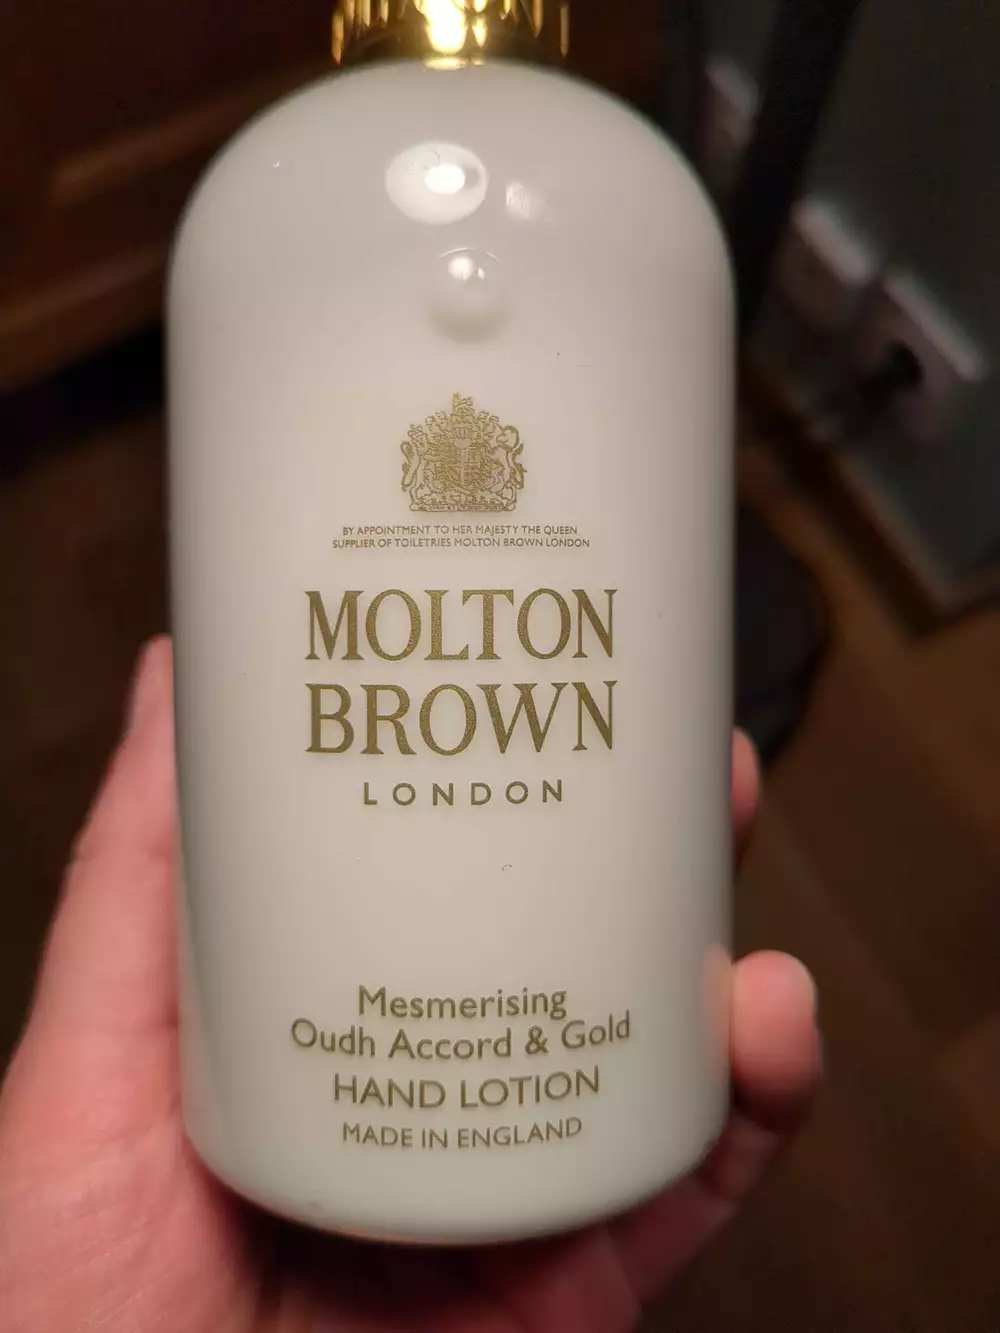 BY APPOINTMENT TO HER MAJESTY THE QUEEN
SUPPLIER OF TOILETRIES MOLTON BROWN LONDON
MOLTON
BROWN
LONDON
Mesmerising
Oudh Accord & Gold
HAND LOTION
MADE IN ENGLAND